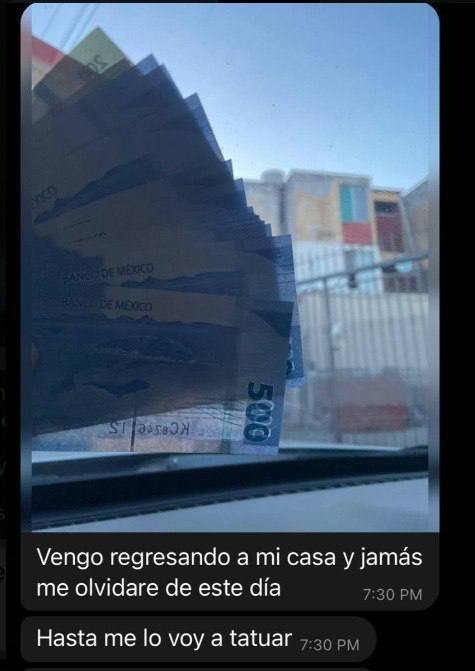 BANCO DE MÉXICO
BANCO DE MÉXICO
500
Vengo regresando a mi casa y jamás
me olvidare de este día
7:30 PM
Hasta me lo voy a tatuar
7:30 PM